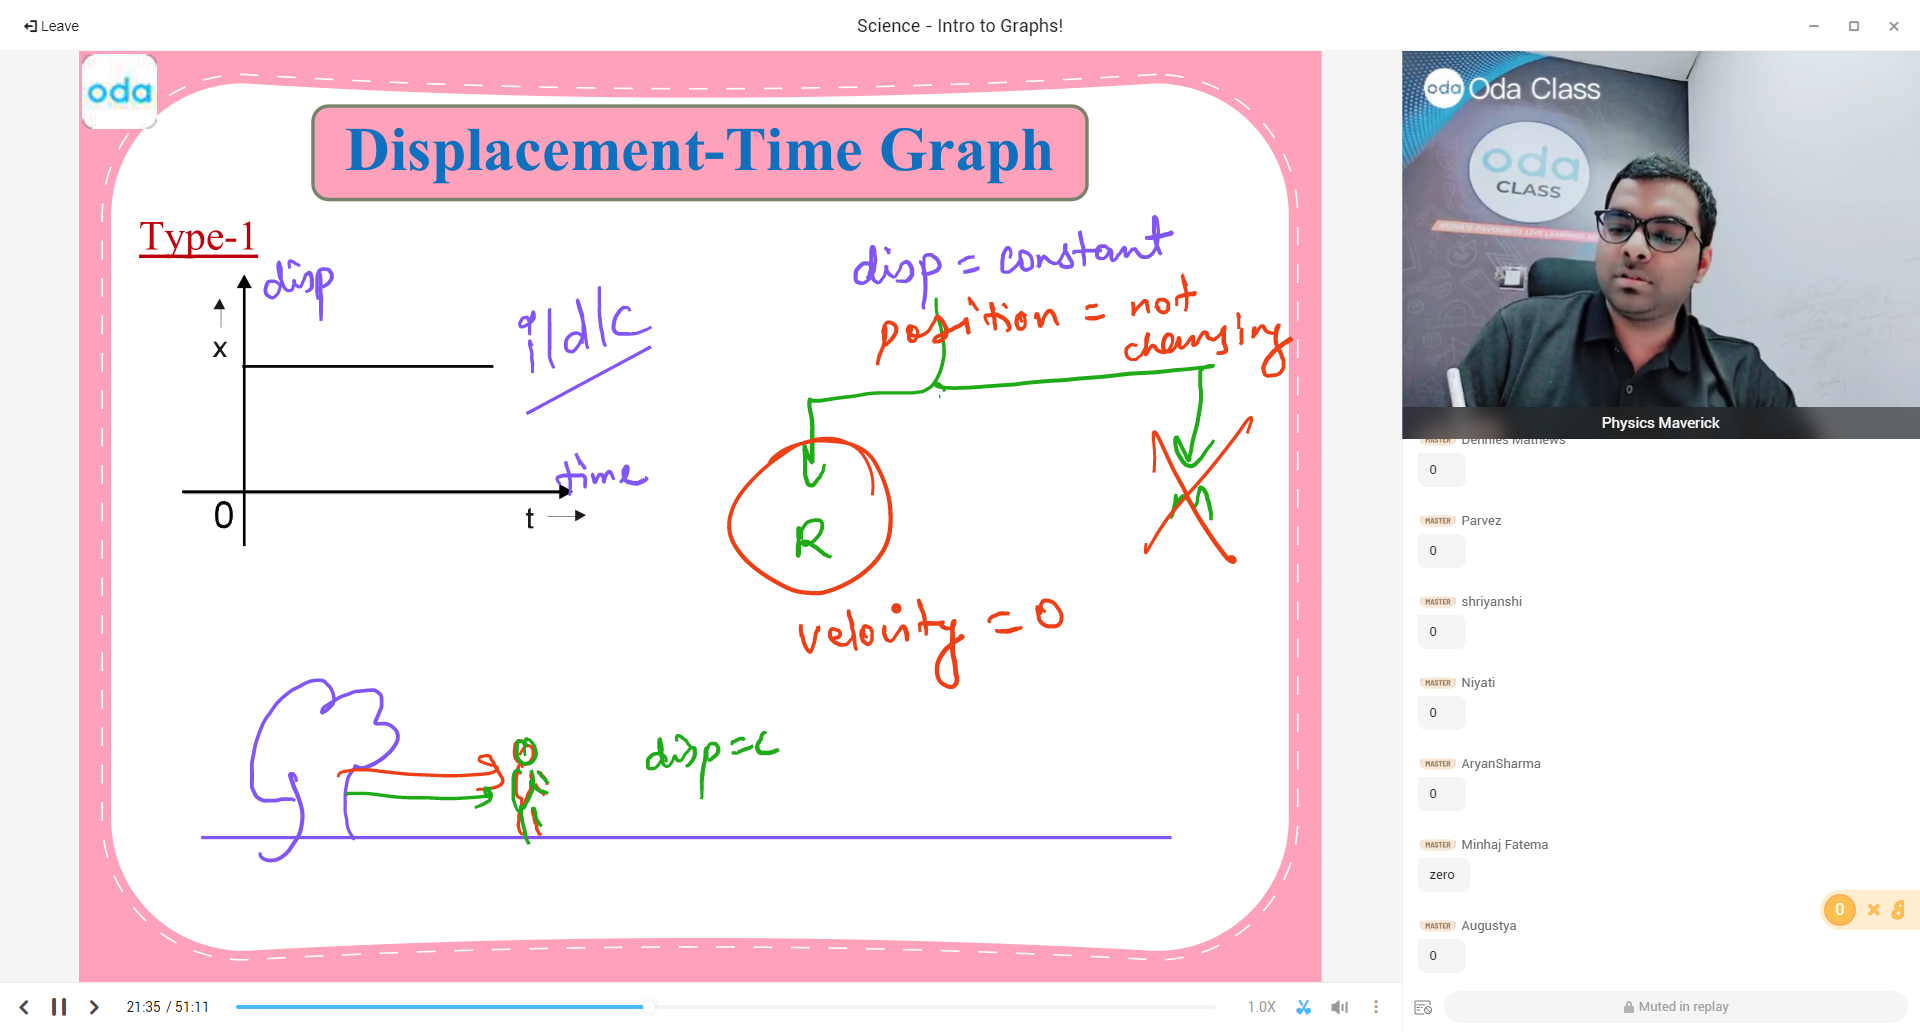 Leave
Science - Intro to Graphs!
oda
Displacement-Time Graph
Type-1
disp
x
i/d/c
time
0
t
disp = constant
position = not
changing
R
M
velocity = 0
disp = c
oda Oda Class
oda
CLASS
Physics Maverick
MASTER Dennies Mathews
0
MASTER Parvez
0
MASTER shriyanshi
0
MASTER Niyati
0
MASTER AryanSharma
0
MASTER Minhaj Fatema
zero
MASTER Augustya
0
0 × 8
21:35 / 51:11
1.0X
Muted in replay